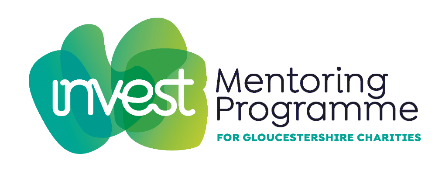 invest
Mentoring
Programme
FOR GLOUCESTERSHIRE CHARITIES